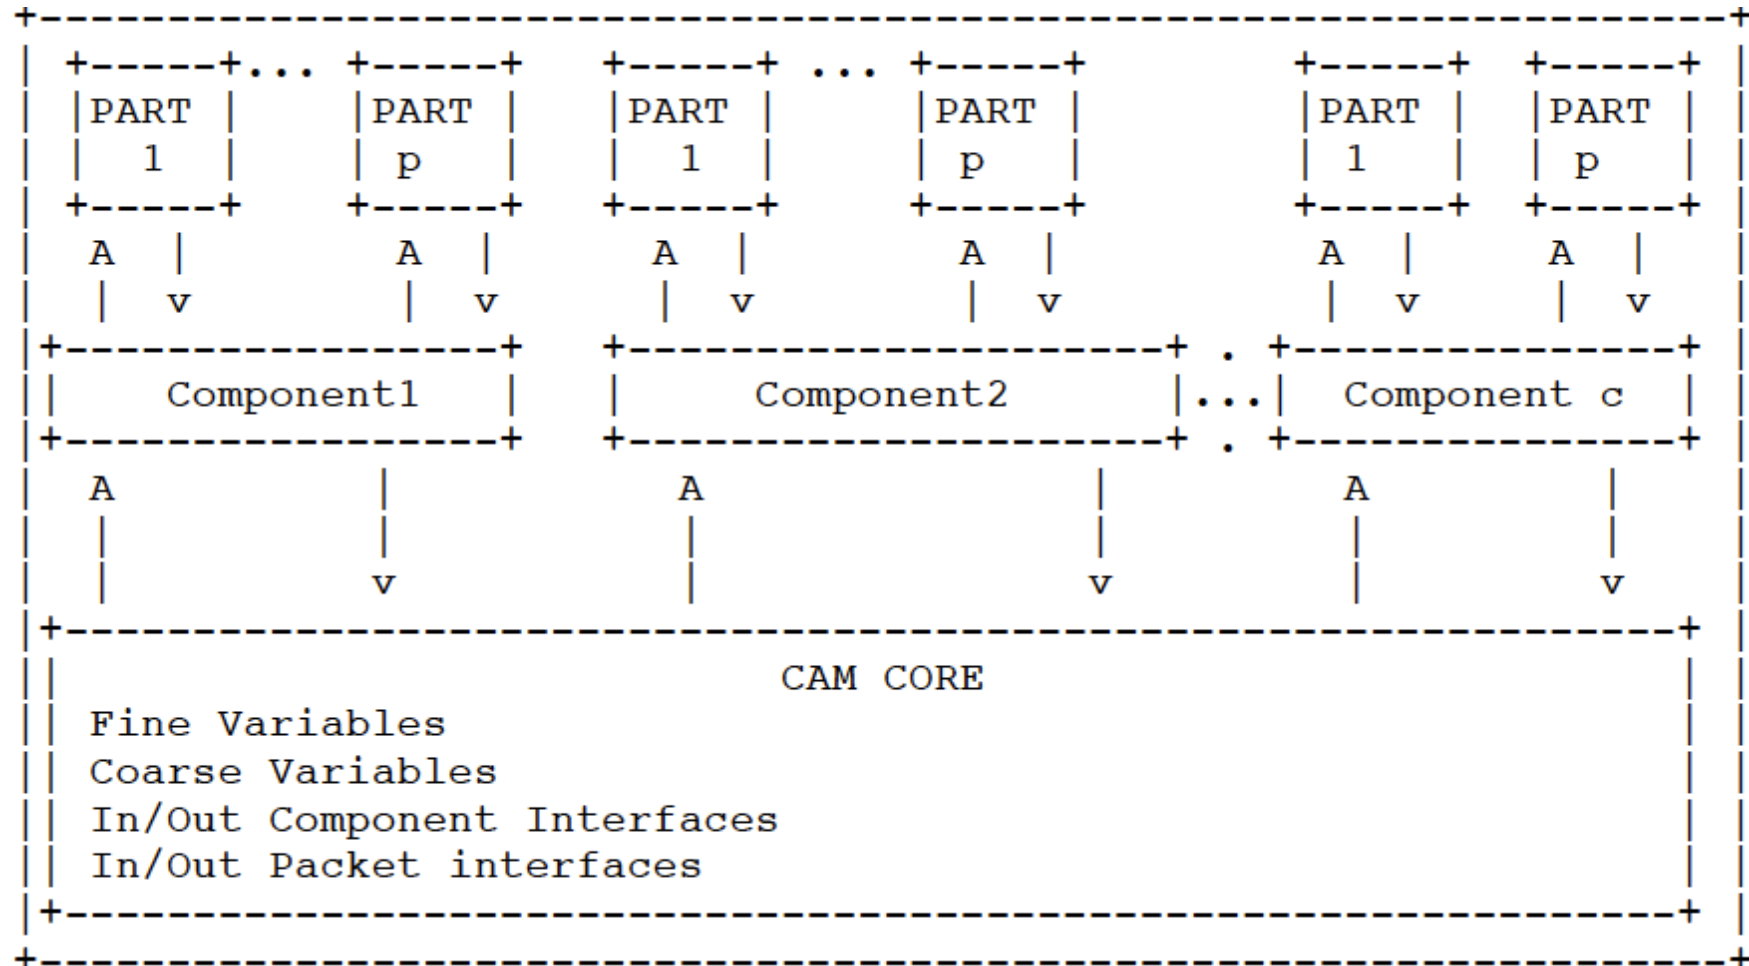 +-----------------------------------------------------------------+
| +-----+... +-----+   +-----+ ... +-----+        +-----+  +-----+ |
| |PART |    |PART |   |PART |     |PART |        |PART |  |PART | |
| |  1  |    | p   |   |  1  |     | p   |        | 1   |  | p   | |
| +-----+    +-----+   +-----+     +-----+        +-----+  +-----+ |
|  A  |        A  |      A  |        A  |          A  |     A  |   |
|  |  v        |  v      |  v        |  v          |  v     |  v   |
|+-----------------+   +---------------------+ . +---------------+ |
||    Component1   |   |     Component2      |...|  Component c  | |
|+-----------------+   +---------------------+ . +---------------+ |
|  A          |           A               |         A         |    |
|  |          |           |               |         |         |    |
|  |          v           |               v         |         v    |
|+---------------------------------------------------------------+ |
||                            CAM CORE                           | |
|| Fine Variables                                                | |
|| Coarse Variables                                              | |
|| In/Out Component Interfaces                                   | |
|| In/Out Packet interfaces                                      | |
|+---------------------------------------------------------------+ |
+-----------------------------------------------------------------+